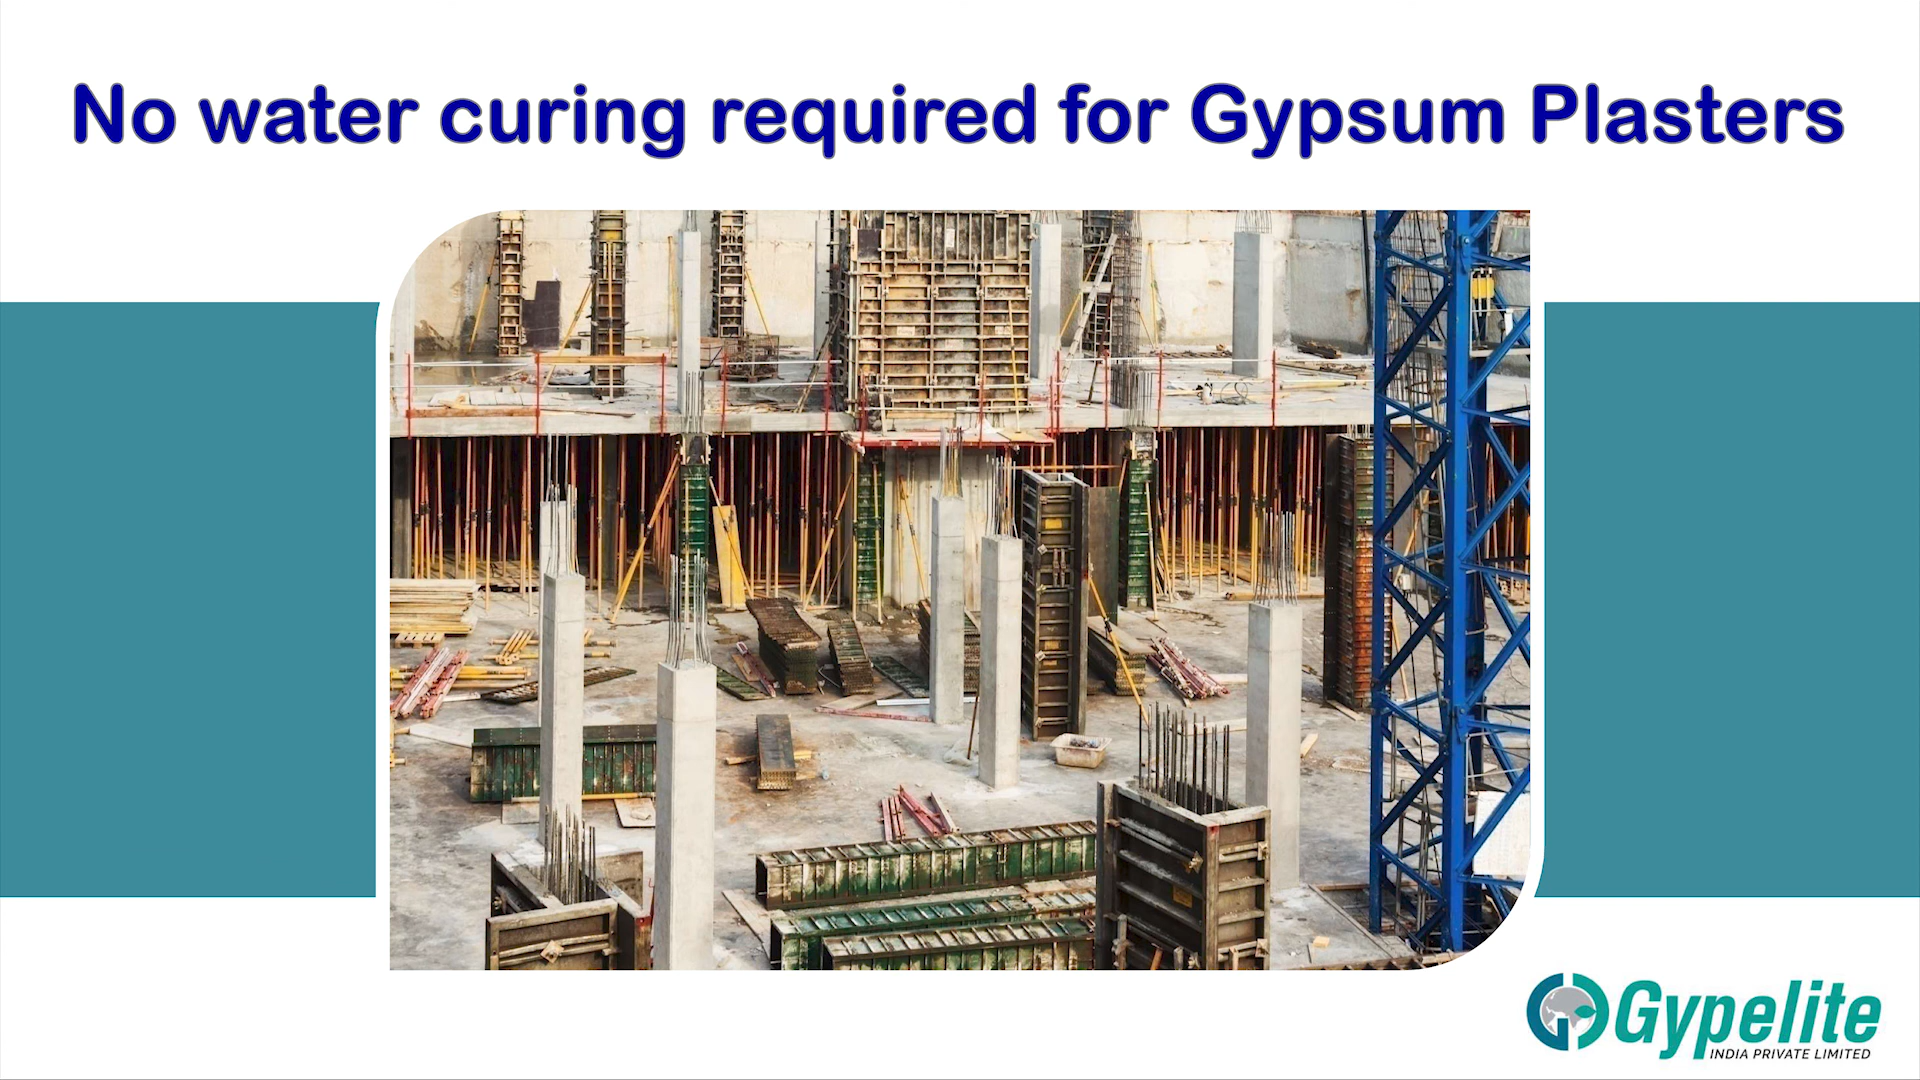 No water curing required for Gypsum Plasters
Gypelite
INDIA PRIVATE LIMITED